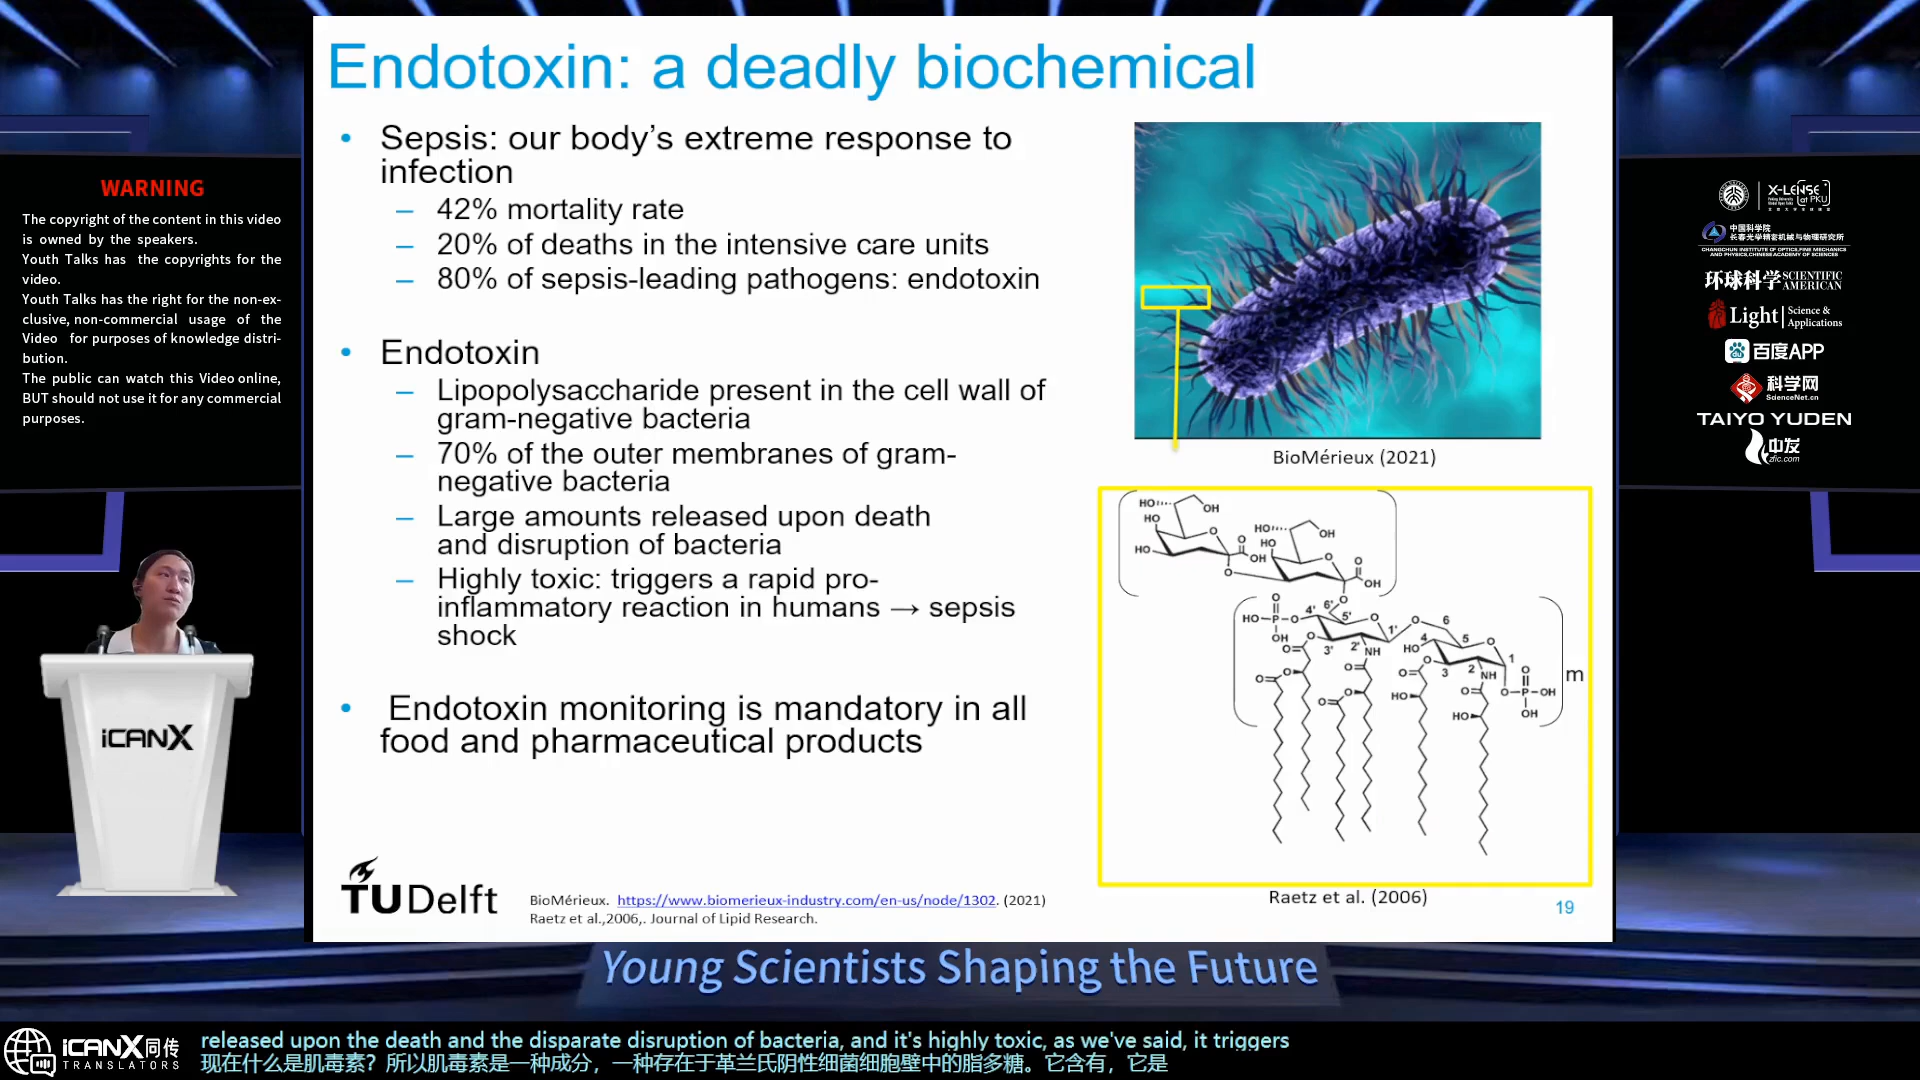 Endotoxin: a deadly biochemical
• Sepsis: our body’s extreme response to
infection
– 42% mortality rate
– 20% of deaths in the intensive care units
– 80% of sepsis-leading pathogens: endotoxin
• Endotoxin
– Lipopolysaccharide present in the cell wall of
gram-negative bacteria
– 70% of the outer membranes of gram-
negative bacteria
– Large amounts released upon death
and disruption of bacteria
– Highly toxic: triggers a rapid pro-
inflammatory reaction in humans → sepsis
shock
• Endotoxin monitoring is mandatory in all
food and pharmaceutical products
BioMérieux (2021)
m
Raetz et al. (2006)
TUDelft
BioMérieux. https://www.biomerieux-industry.com/en-us/node/1302. (2021)
Raetz et al.,2006,. Journal of Lipid Research.
19
WARNING
The copyright of the content in this video
is owned by the speakers.
Youth Talks has the copyrights for the
video.
Youth Talks has the right for the non-ex-
clusive, non-commercial usage of the
Video for purposes of knowledge distri-
bution.
The public can watch this Video online,
BUT should not use it for any commercial
purposes.
iCANX
X-LENSE
at PKU
中国科学院
长春光学精密机械与物理研究所
CHANGCHUN INSTITUTE OF OPTICS,FINE MECHANICS
AND PHYSICS,CHINESE ACADEMY OF SCIENCES
环球科学 SCIENTIFIC AMERICAN
Light Science & Applications
百度APP
科学网
ScienceNet.cn
TAIYO YUDEN
中发
zfic.com
Young Scientists Shaping the Future
iCANX同传
TRANSLATORS
released upon the death and the disparate disruption of bacteria, and it's highly toxic, as we've said, it triggers
现在什么是肌毒素？所以肌毒素是一种成分，一种存在于革兰氏阴性细菌细胞壁中的脂多糖。它含有，它是